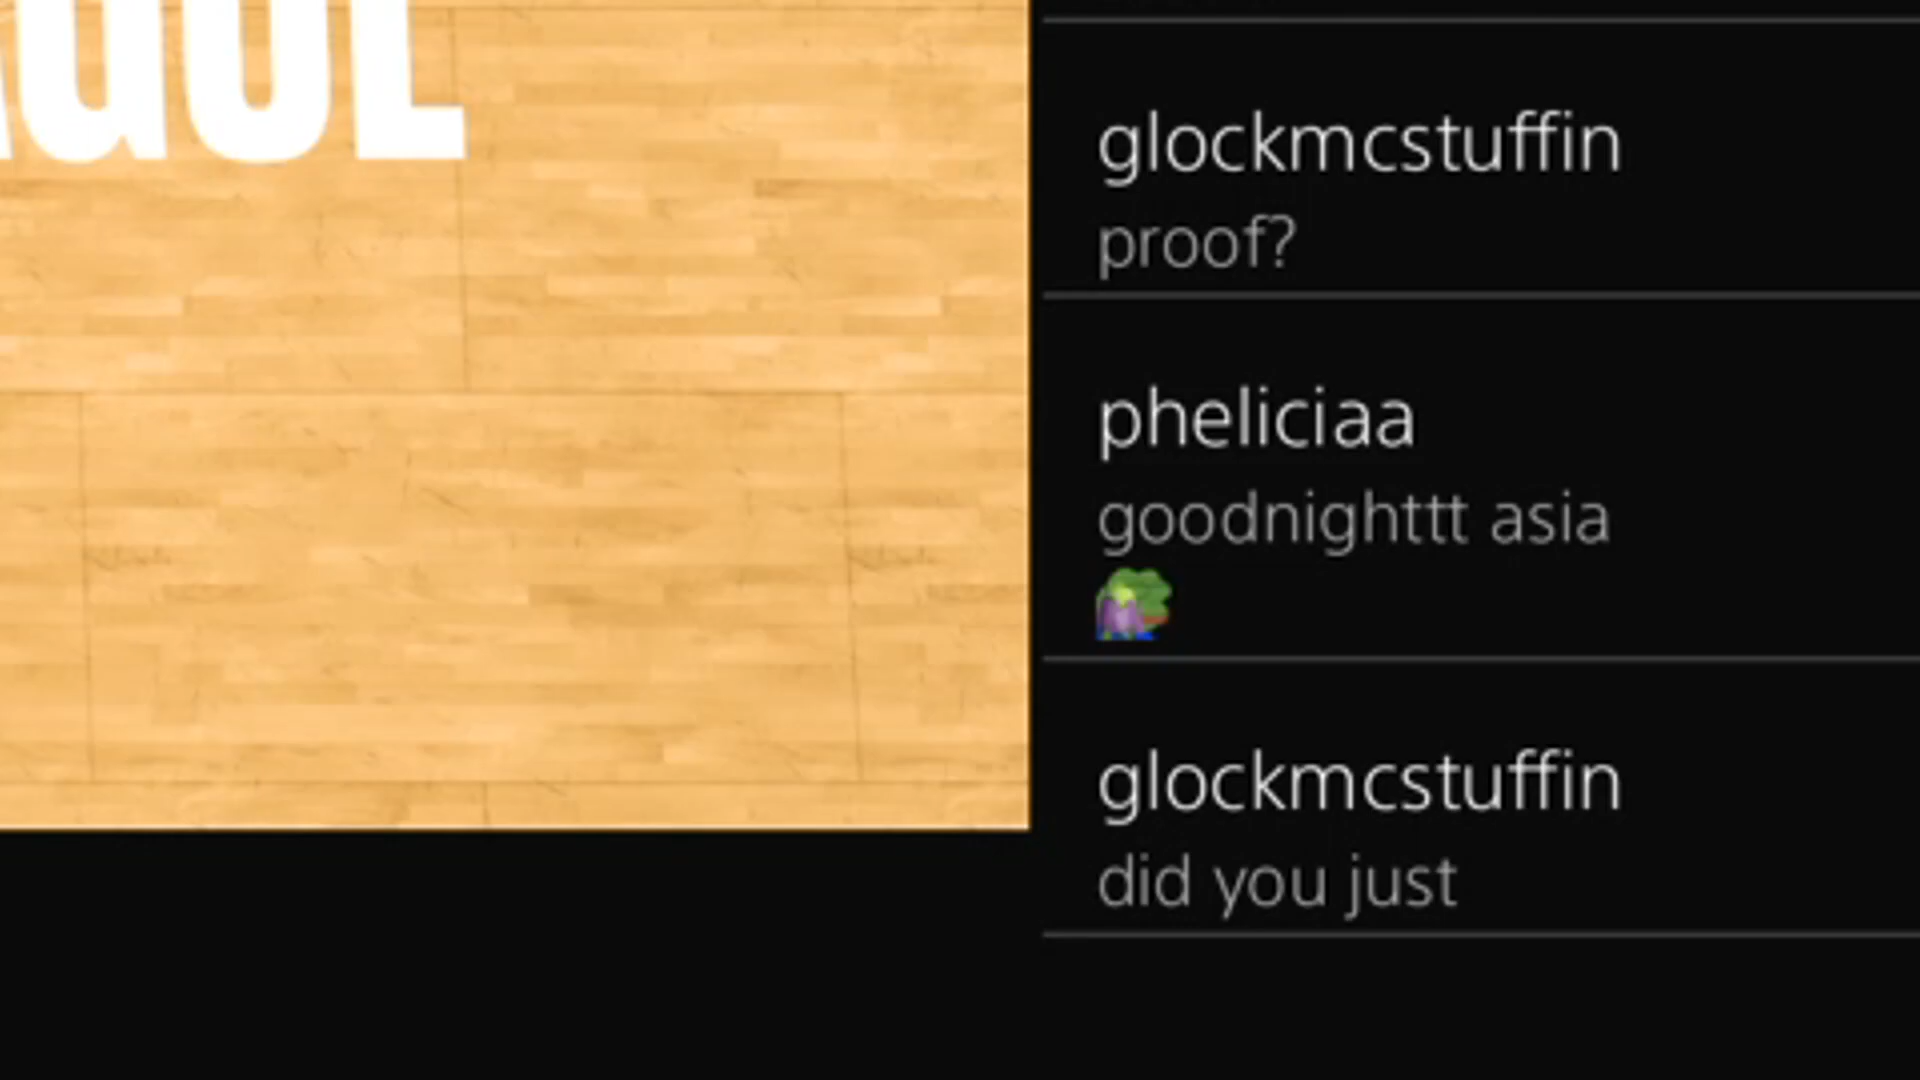 glockmcstuffin
proof?
pheliciaa
goodnighttt asia
glockmcstuffin
did you just